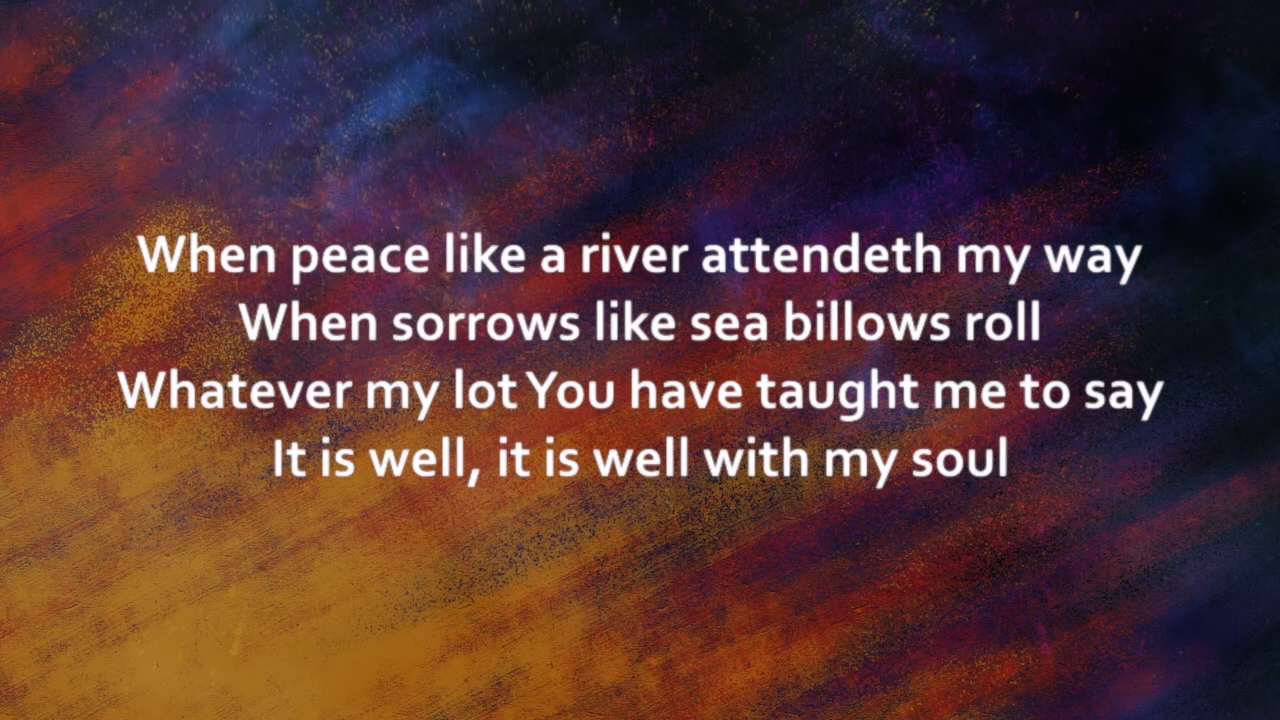 When peace like a river attendeth my way
When sorrows like sea billows roll
Whatever my lot You have taught me to say
It is well, it is well with my soul